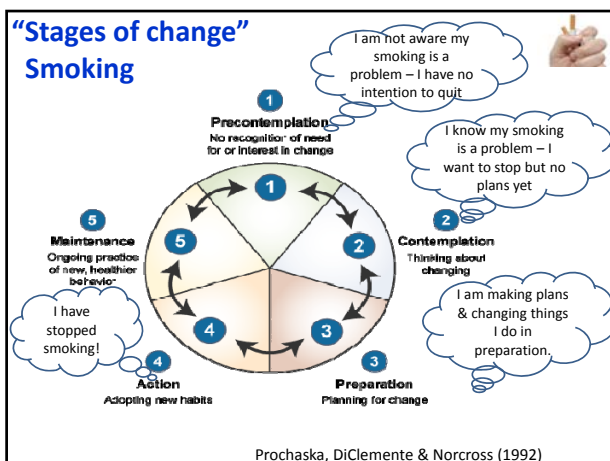 "Stages of change"
Smoking
I am not aware my
smoking is a
problem – I have no
intention to quit
1
Precontemplation
No recognition of need
for or interest in change
I know my smoking
is a problem – I
want to stop but no
plans yet
1
2
3
4
5
5
Maintenance
Ongoing practice
of new, healthier
behavior
2
Contemplation
Thinking about
changing
I have
stopped
smoking!
I am making plans
& changing things
I do in
preparation.
4
Action
Adopting new habits
3
Preparation
Planning for change
Prochaska, DiClemente & Norcross (1992)